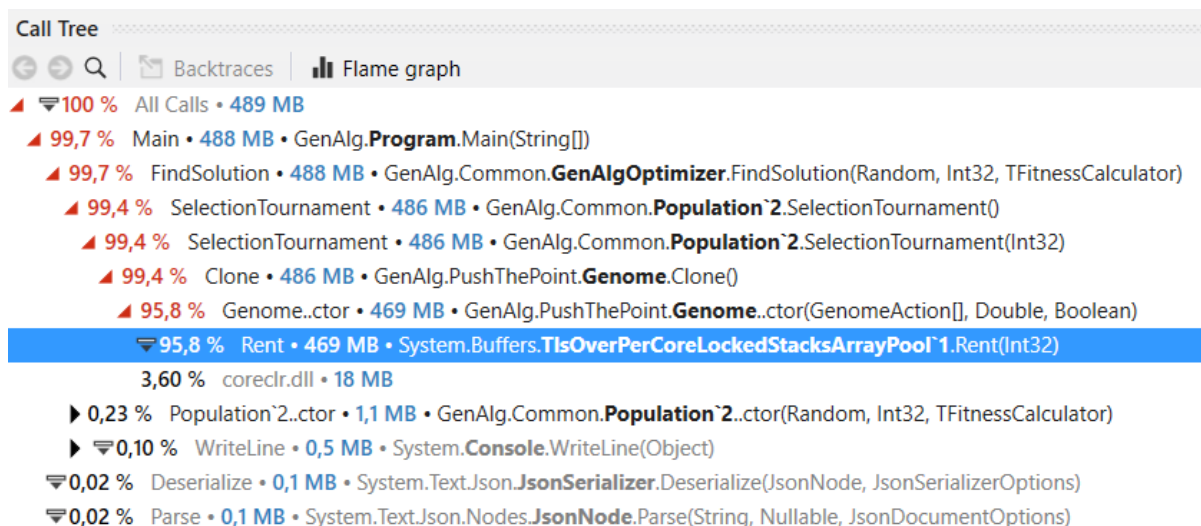 Call Tree
Backtraces Flame graph
100 % All Calls • 489 MB
99,7 % Main • 488 MB • GenAlg.Program.Main(String[])
99,7 % FindSolution • 488 MB • GenAlg.Common.GenAlgOptimizer.FindSolution(Random, Int32, TFitnessCalculator)
99,4 % SelectionTournament • 486 MB • GenAlg.Common.Population`2.SelectionTournament()
99,4 % SelectionTournament • 486 MB • GenAlg.Common.Population`2.SelectionTournament(Int32)
99,4 % Clone • 486 MB • GenAlg.PushThePoint.Genome.Clone()
95,8 % Genome..ctor • 469 MB • GenAlg.PushThePoint.Genome..ctor(GenomeAction[], Double, Boolean)
95,8 % Rent • 469 MB • System.Buffers.TlsOverPerCoreLockedStacksArrayPool`1.Rent(Int32)
3,60 % coreclr.dll • 18 MB
0,23 % Population`2..ctor • 1,1 MB • GenAlg.Common.Population`2..ctor(Random, Int32, TFitnessCalculator)
0,10 % WriteLine • 0,5 MB • System.Console.WriteLine(Object)
0,02 % Deserialize • 0,1 MB • System.Text.Json.JsonSerializer.Deserialize(JsonNode, JsonSerializerOptions)
0,02 % Parse • 0,1 MB • System.Text.Json.Nodes.JsonNode.Parse(String, Nullable, JsonDocumentOptions)